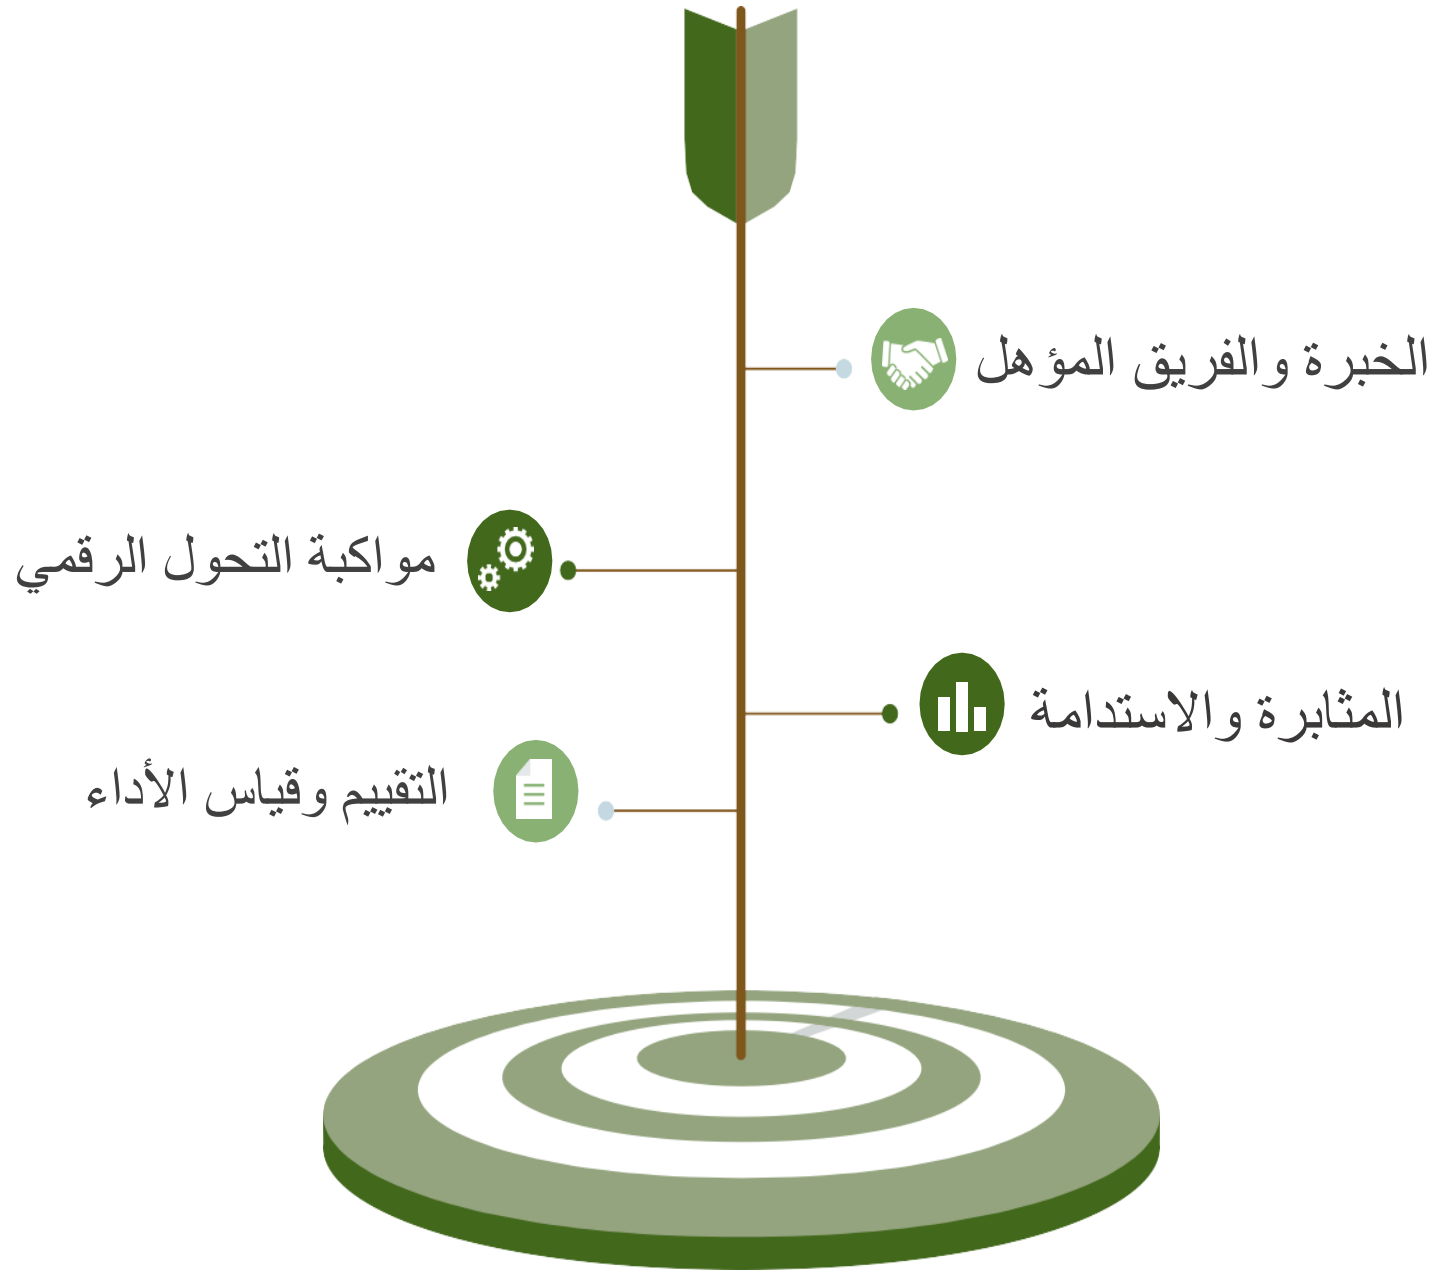 الخبرة والفريق المؤهل
مواكبة التحول الرقمي
المثابرة والاستدامة
التقييم وقياس الأداء